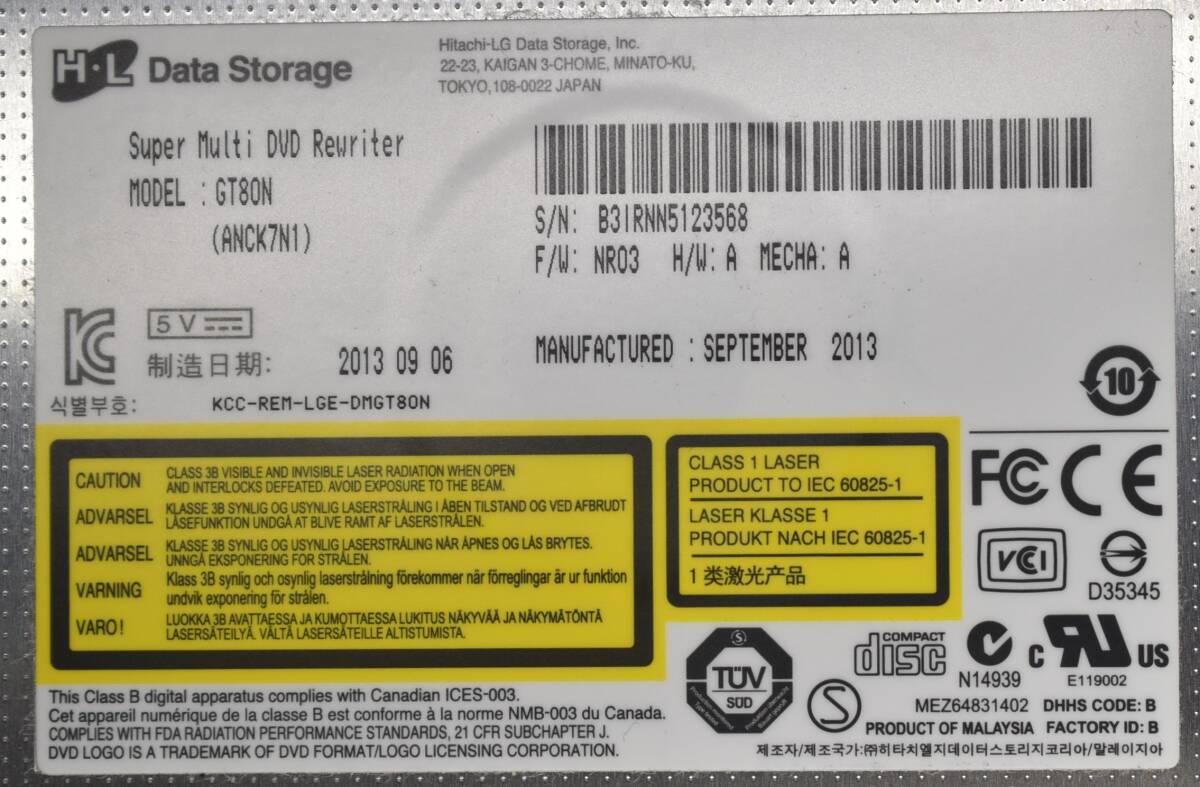 H·L Data Storage
Hitachi-LG Data Storage, Inc.
22-23, KAIGAN 3-CHOME, MINATO-KU,
TOKYO,108-0022 JAPAN
Super Multi DVD Rewriter
MODEL : GT80N
(ANCK7N1)
S/N: B3IRNN5123568
F/W: NR03 H/W: A MECHA: A
5 V
制造日期: 2013 09 06
MANUFACTURED : SEPTEMBER 2013
식별부호: KCC-REM-LGE-DMGT80N
10
CAUTION CLASS 3B VISIBLE AND INVISIBLE LASER RADIATION WHEN OPEN
AND INTERLOCKS DEFEATED. AVOID EXPOSURE TO THE BEAM.
ADVARSEL KLASSE 3B SYNLIG OG USYNLIG LASERSTRÅLING I ÅBEN TILSTAND OG VED AFBRUDT
LÅSEFUNKTION UNDGÅ AT BLIVE RAMT AF LASERSTRÅLEN.
ADVARSEL KLASSE 3B SYNLIG OG USYNLIG LASERSTRÅLING NÅR ÅPNES OG LÅS BRYTES.
UNNGÅ EKSPONERING FOR STRÅLEN.
VARNING Klass 3B synlig och osynlig laserstrålning förekommer når förreglingar är ur funktion
undvik exponering för strålen.
VARO! LUOKKA 3B AVATTAESSA JA KUMOTTAESSA LUKITUS NÄKYVÄÄ JA NÄKYMÄTÖNTÄ
LASERSÄTEILYÄ. VÄLTÄ LASERSÄTEILLE ALTISTUMISTA.
CLASS 1 LASER
PRODUCT TO IEC 60825-1
LASER KLASSE 1
PRODUKT NACH IEC 60825-1
1 类激光产品
FC CE
VCCI
D35345
TÜV
SÜD
S
COMPACT
disc
N14939
c RU US
E119002
This Class B digital apparatus complies with Canadian ICES-003.
Cet appareil numérique de la classe B est conforme à la norme NMB-003 du Canada.
COMPLIES WITH FDA RADIATION PERFORMANCE STANDARDS, 21 CFR SUBCHAPTER J.
DVD LOGO IS A TRADEMARK OF DVD FORMAT/LOGO LICENSING CORPORATION.
MEZ64831402 DHHS CODE: B
PRODUCT OF MALAYSIA FACTORY ID: B
제조자/제조국가:㈜히타치엘지데이터스토리지코리아/말레이지아